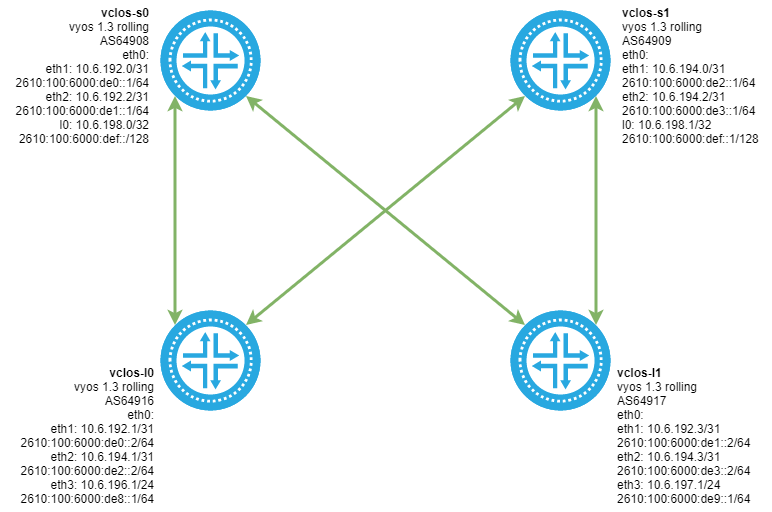 vclos-s0
vyos 1.3 rolling
AS64908
eth0:
eth1: 10.6.192.0/31
2610:100:6000:de0::1/64
eth2: 10.6.192.2/31
2610:100:6000:de1::1/64
l0: 10.6.198.0/32
2610:100:6000:def::/128
vclos-s1
vyos 1.3 rolling
AS64909
eth0:
eth1: 10.6.194.0/31
2610:100:6000:de2::1/64
eth2: 10.6.194.2/31
2610:100:6000:de3::1/64
l0: 10.6.198.1/32
2610:100:6000:def::1/128
vclos-l0
vyos 1.3 rolling
AS64916
eth0:
eth1: 10.6.192.1/31
2610:100:6000:de0::2/64
eth2: 10.6.194.1/31
2610:100:6000:de2::2/64
eth3: 10.6.196.1/24
2610:100:6000:de8::1/64
vclos-l1
vyos 1.3 rolling
AS64917
eth0:
eth1: 10.6.192.3/31
2610:100:6000:de1::2/64
eth2: 10.6.194.3/31
2610:100:6000:de3::2/64
eth3: 10.6.197.1/24
2610:100:6000:de9::1/64